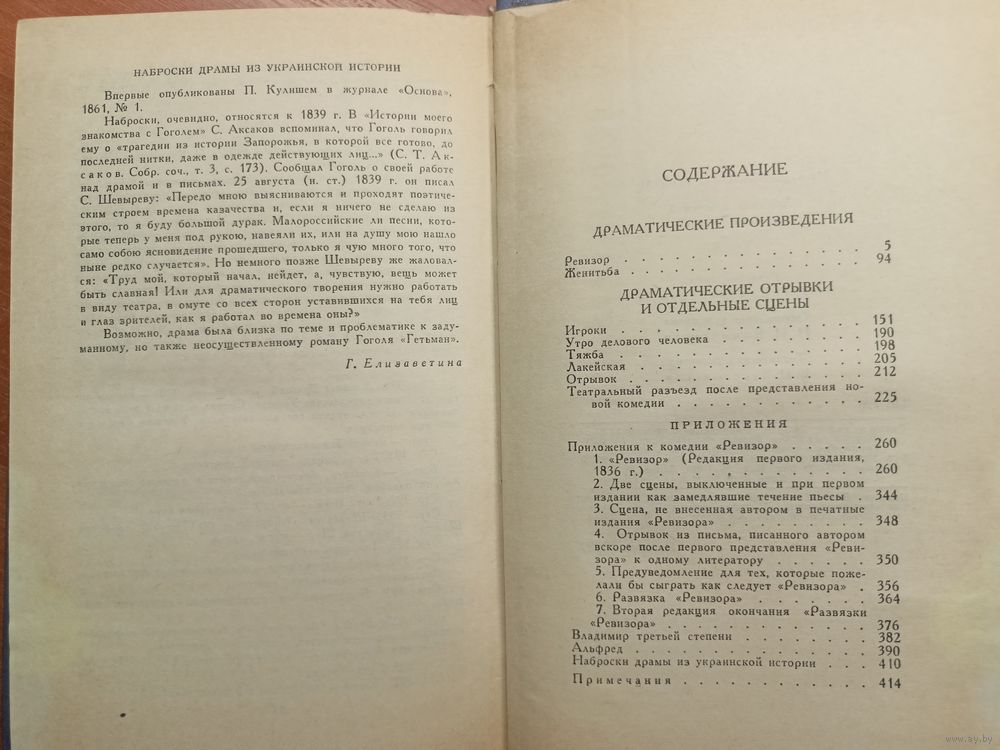 НАБРОСКИ ДРАМЫ ИЗ УКРАИНСКОЙ ИСТОРИИ
Впервые опубликованы П. Кулишем в журнале «Основа»,
1861, № 1.
Наброски, очевидно, относятся к 1839 г. В «Истории моего
знакомства с Гоголем» С. Аксаков вспоминал, что Гоголь говорил
ему о «трагедии из истории Запорожья, в которой все готово, до
последней нитки, даже в одежде действующих лиц...» (С. Т. Ак-
саков. Собр. соч., т. 3, с. 173). Сообщал Гоголь о своей работе
над драмой и в письмах. 25 августа (н. ст.) 1839 г. он писал
С. Шевыреву: «Передо мною выясниваются и проходят поэтиче-
ским строем времена казачества и, если я ничего не сделаю из
этого, то я буду большой дурак. Малороссийские ли песни, кото-
рые теперь у меня под рукою, навеяли их, или на душу мою нашло
само собою ясновидение прошедшего, только я чую много того, что
ныне редко случается». Но немного позже Шевыреву же жаловал-
ся: «Труд мой, который начал, нейдет, а, чувствую, вещь может
быть славная! Или для драматического творения нужно работать
в виду театра, в омуте со всех сторон уставившихся на тебя лиц
и глаз зрителей, как я работал во времена оны?»
Возможно, драма была близка по теме и проблематике к заду-
манному, но также неосуществленному роману Гоголя «Гетьман».
Г. Елизаветина
СОДЕРЖАНИЕ
ДРАМАТИЧЕСКИЕ ПРОИЗВЕДЕНИЯ
Ревизор . . . . . . . . . . . . . . 5
Женитьба . . . . . . . . . . . . . 94
ДРАМАТИЧЕСКИЕ ОТРЫВКИ
И ОТДЕЛЬНЫЕ СЦЕНЫ
Игроки . . . . . . . . . . . . . . 151
Утро делового человека . . . . . . . . . 190
Тяжба . . . . . . . . . . . . . . 198
Лакейская . . . . . . . . . . . . . 205
Отрывок . . . . . . . . . . . . . 212
Театральный разъезд после представления но-
вой комедии . . . . . . . . . . . . 225
ПРИЛОЖЕНИЯ
Приложения к комедии «Ревизор» . . . . . 260
1. «Ревизор» (Редакция первого издания,
1836 г.) . . . . . . . . . . . . 260
2. Две сцены, выключенные и при первом
издании как замедлявшие течение пьесы . 344
3. Сцена, не внесенная автором в печатные
издания «Ревизора» . . . . . . . . 348
4. Отрывок из письма, писанного автором
вскоре после первого представления «Реви-
зора» к одному литератору . . . . . . 350
5. Предуведомление для тех, которые поже-
лали бы сыграть как следует «Ревизора» . 356
6. Развязка «Ревизора» . . . . . . . 364
7. Вторая редакция окончания «Развязки
«Ревизора» . . . . . . . . . . . . 376
Владимир третьей степени . . . . . . . . 382
Альфред . . . . . . . . . . . . . 390
Наброски драмы из украинской истории . . . 410
Примечания . . . . . . . . . . . . 414
www.ay.by